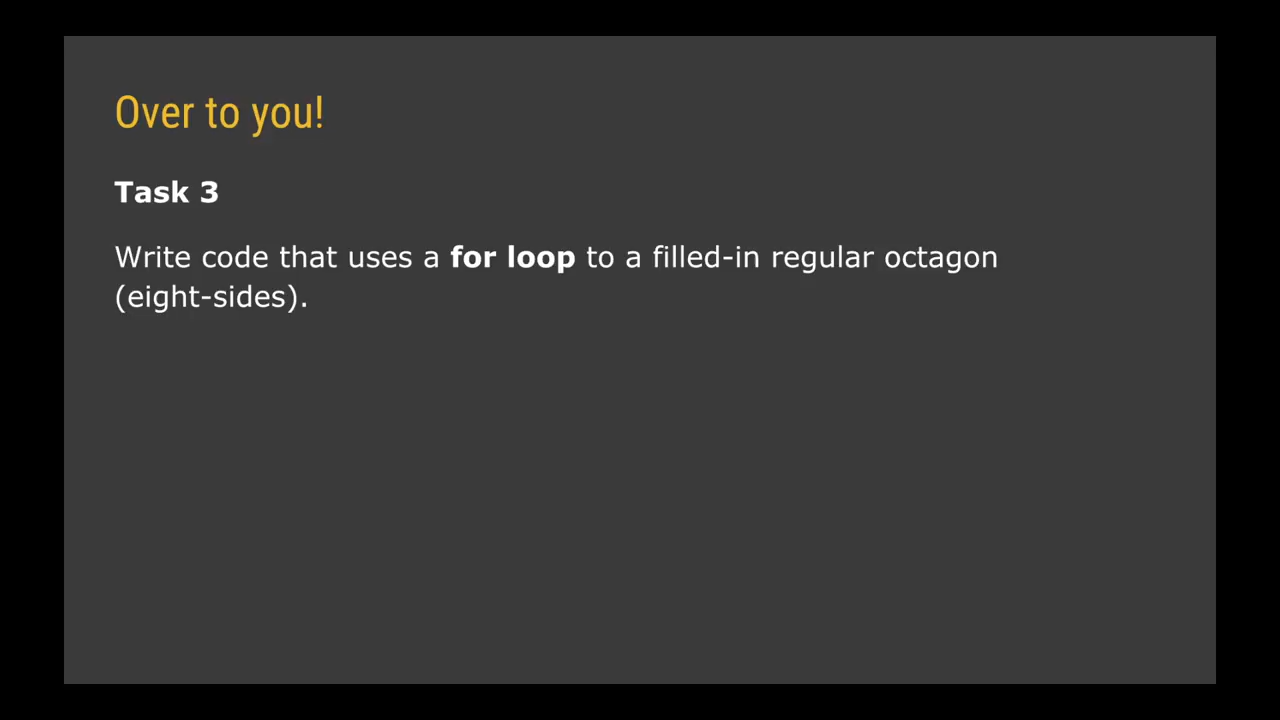 Over to you!
Task 3
Write code that uses a for loop to a filled-in regular octagon
(eight-sides).